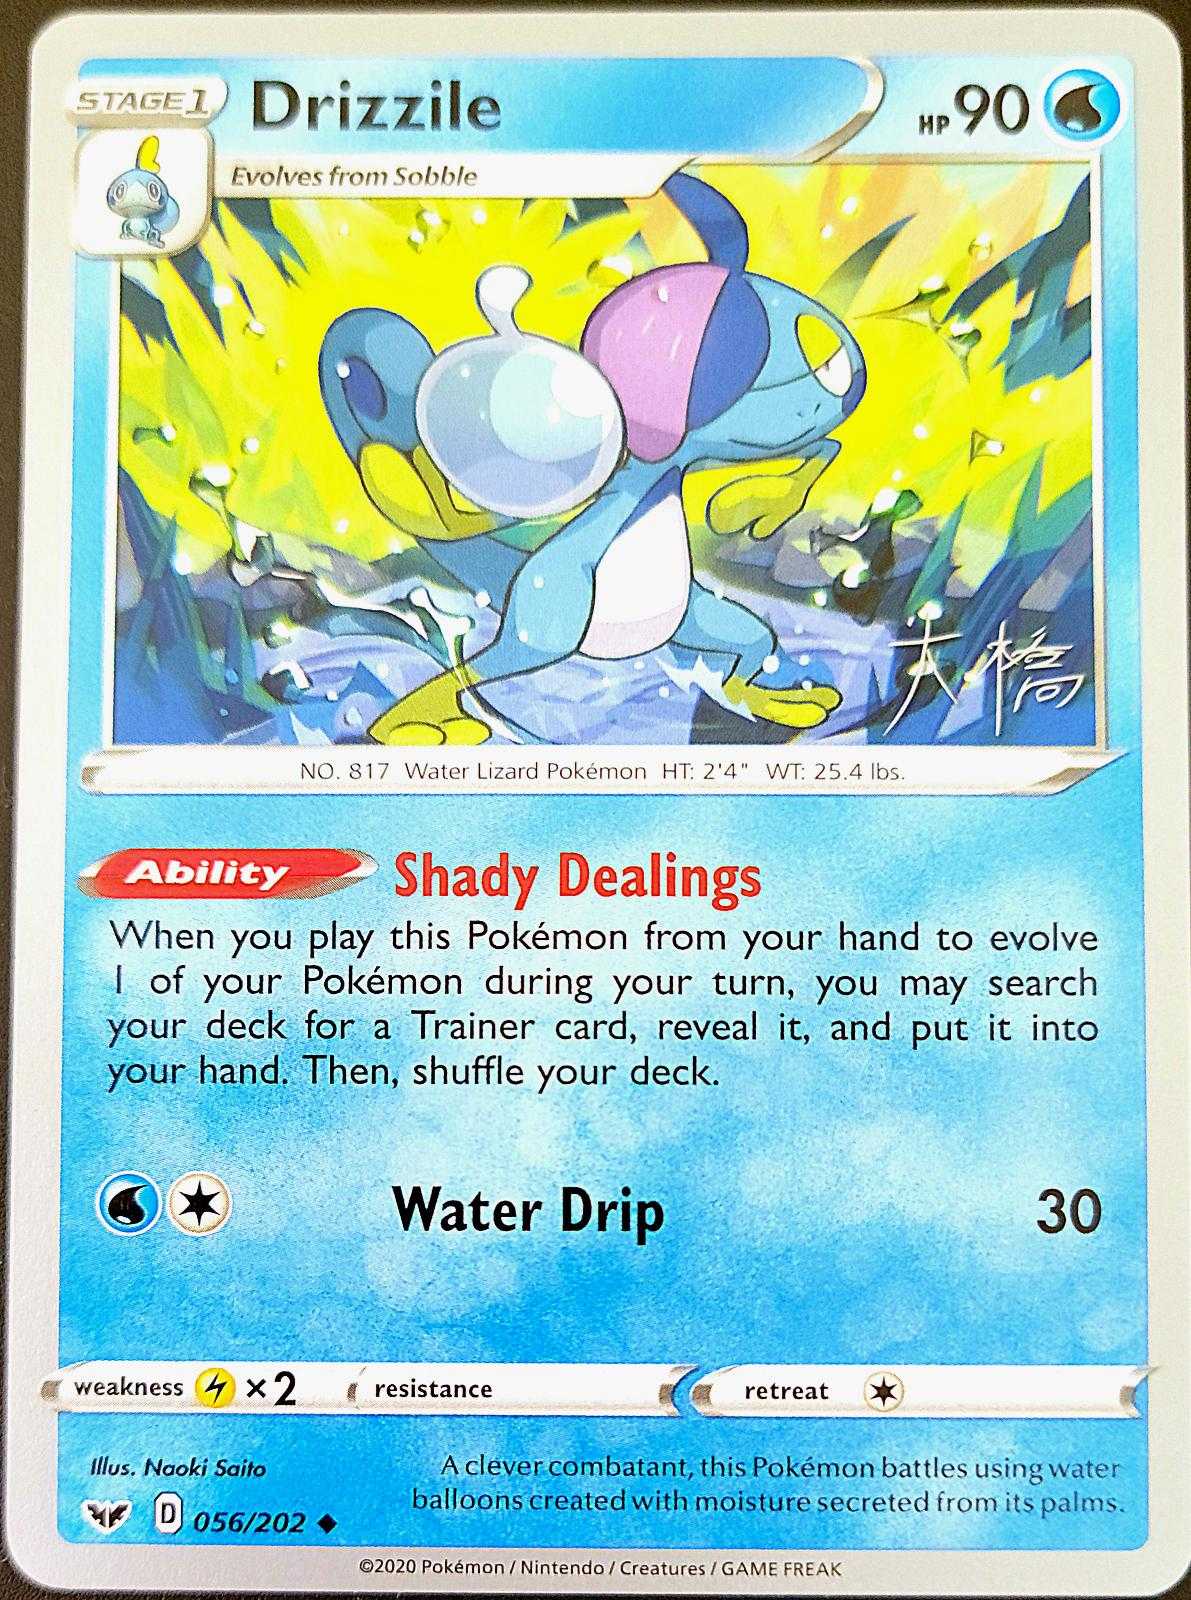 STAGE 1
Drizzile
HP 90
Evolves from Sobble
大橋
NO. 817 Water Lizard Pokémon HT: 2'4" WT: 25.4 lbs.
Ability Shady Dealings
When you play this Pokémon from your hand to evolve
1 of your Pokémon during your turn, you may search
your deck for a Trainer card, reveal it, and put it into
your hand. Then, shuffle your deck.
Water Drip 30
weakness ×2 resistance retreat
Illus. Naoki Saito
A clever combatant, this Pokémon battles using water
balloons created with moisture secreted from its palms.
D 056/202
©2020 Pokémon / Nintendo / Creatures / GAME FREAK